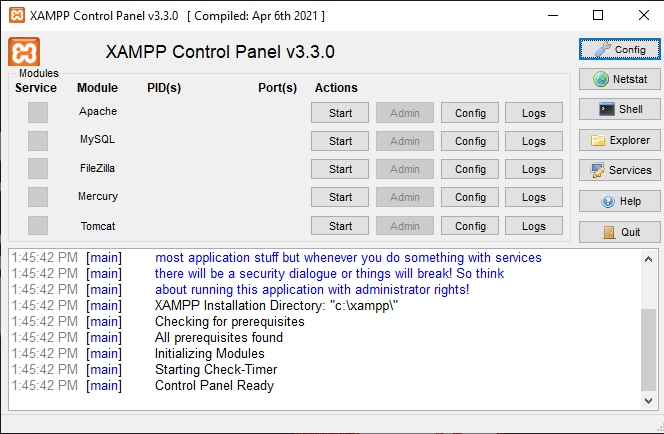 XAMPP Control Panel v3.3.0 [ Compiled: Apr 6th 2021 ]
XAMPP Control Panel v3.3.0
Config
Modules
Service Module PID(s) Port(s) Actions
Netstat
Apache Start Admin Config Logs
Shell
MySQL Start Admin Config Logs
Explorer
FileZilla Start Admin Config Logs
Services
Mercury Start Admin Config Logs
Help
Tomcat Start Admin Config Logs
Quit
1:45:42 PM [main] most application stuff but whenever you do something with services
1:45:42 PM [main] there will be a security dialogue or things will break! So think
1:45:42 PM [main] about running this application with administrator rights!
1:45:42 PM [main] XAMPP Installation Directory: "c:\xampp\"
1:45:42 PM [main] Checking for prerequisites
1:45:42 PM [main] All prerequisites found
1:45:42 PM [main] Initializing Modules
1:45:42 PM [main] Starting Check-Timer
1:45:42 PM [main] Control Panel Ready